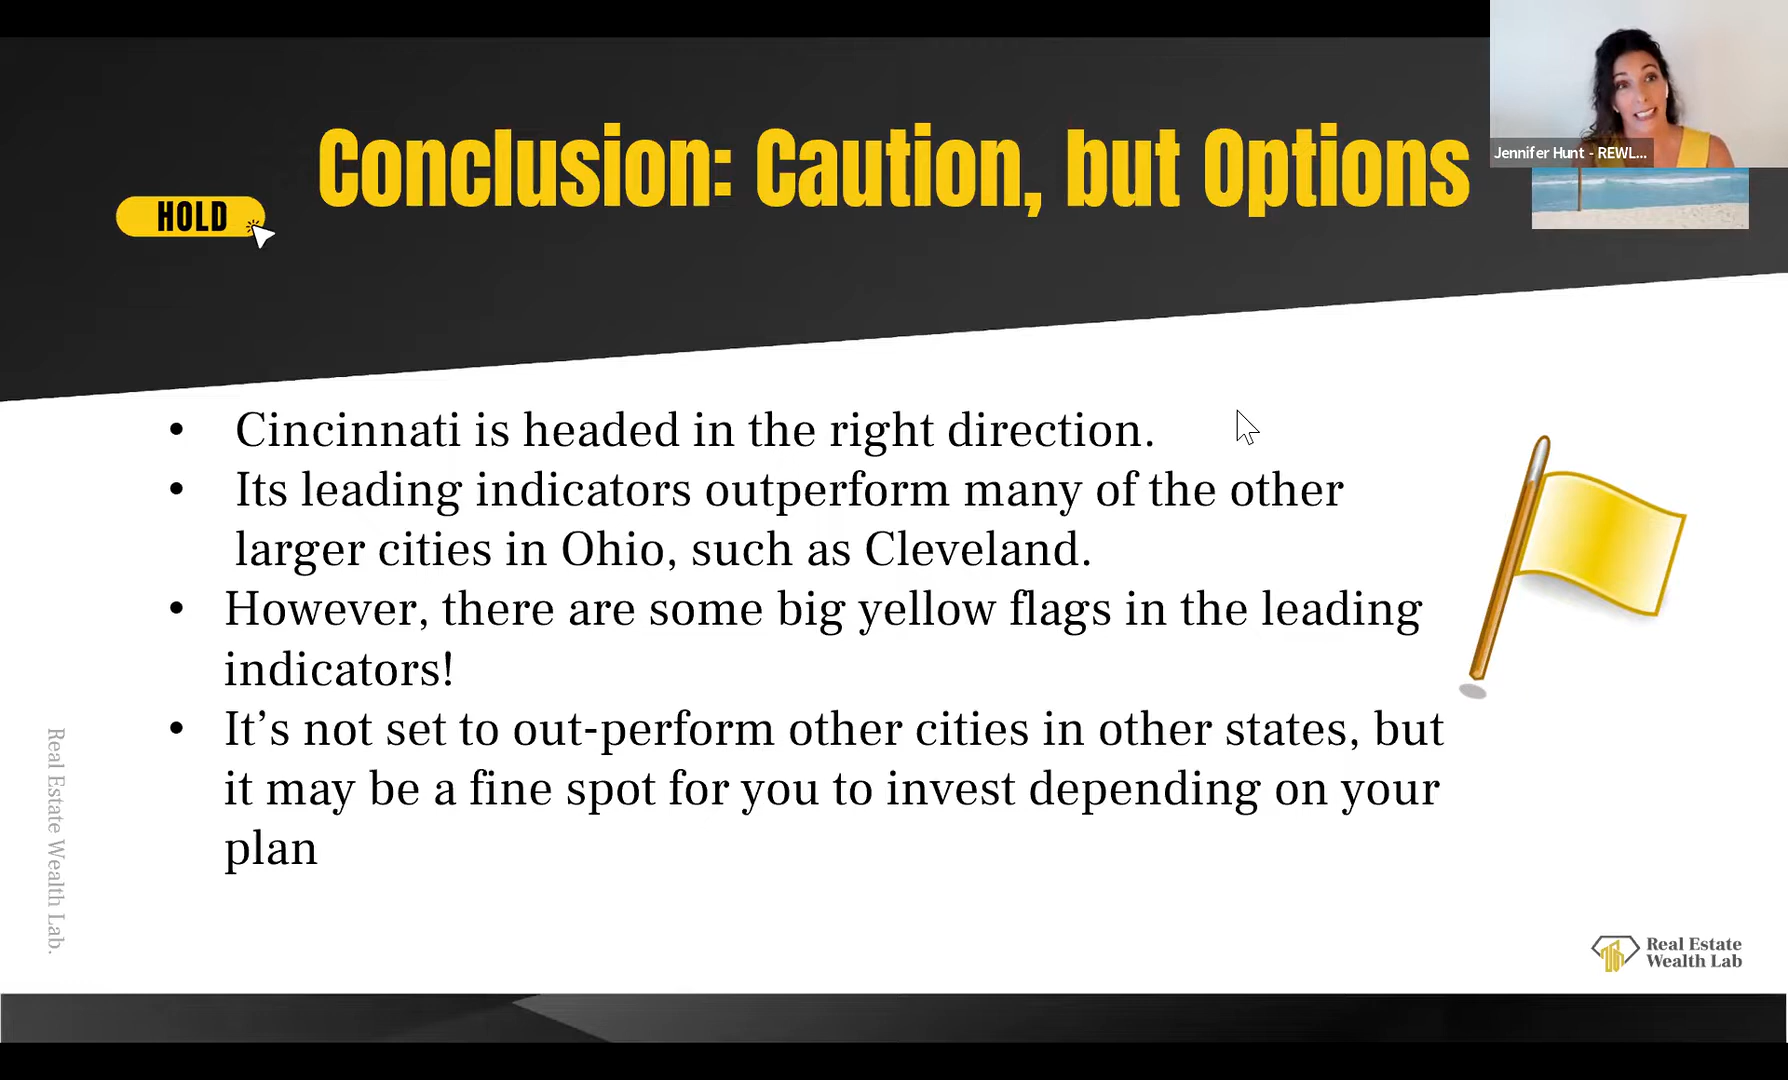 Conclusion: Caution, but Options
Jennifer Hunt - REWL...
HOLD
• Cincinnati is headed in the right direction.
• Its leading indicators outperform many of the other
larger cities in Ohio, such as Cleveland.
• However, there are some big yellow flags in the leading
indicators!
• It’s not set to out-perform other cities in other states, but
it may be a fine spot for you to invest depending on your
plan
Real Estate Wealth Lab.
Real Estate
Wealth Lab